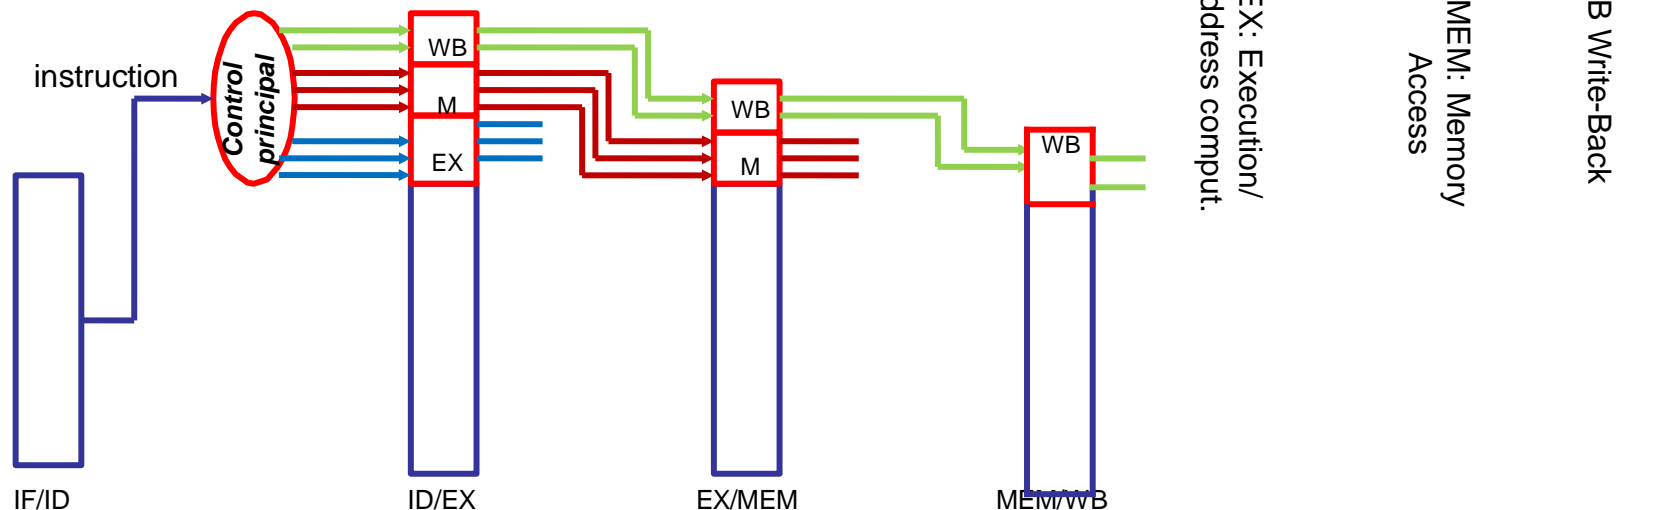 instruction
Control
principal
WB
M
EX
WB
M
WB
IF/ID
ID/EX
EX/MEM
MEM/WB
EX: Execution/
ddress comput.
MEM: Memory
Access
B Write-Back